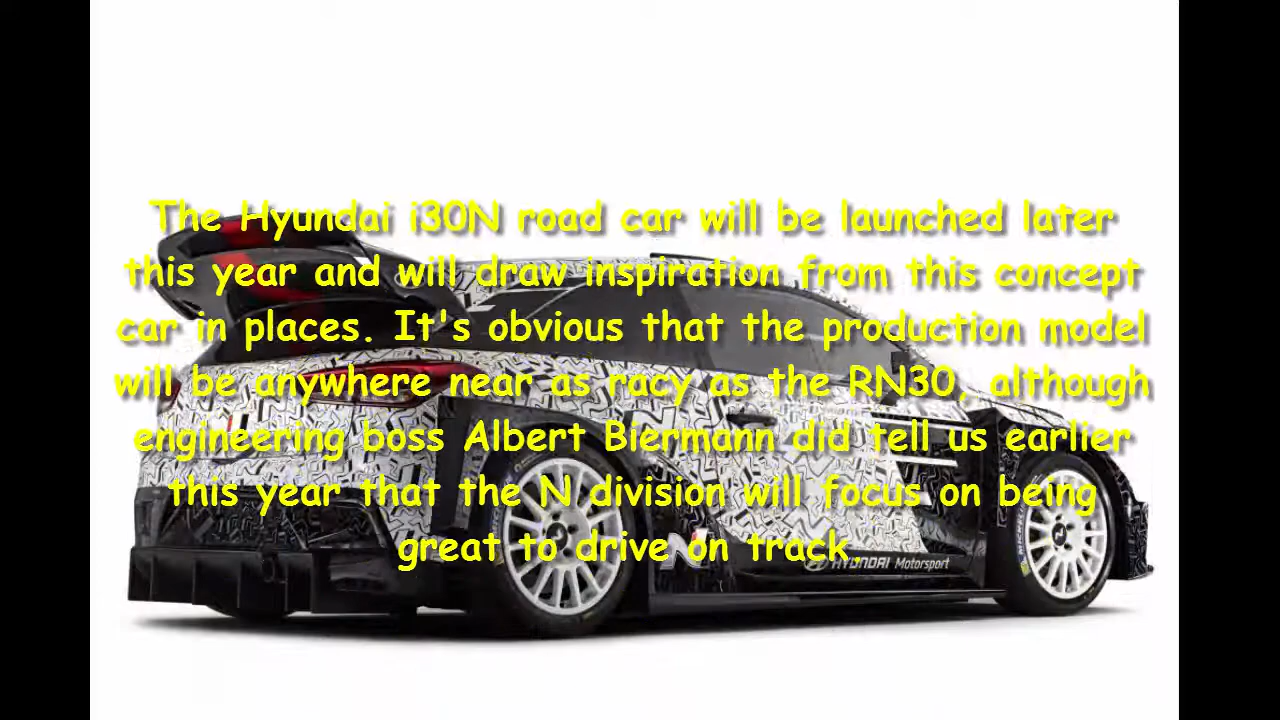 The Hyundai i30N road car will be launched later
this year and will draw inspiration from this concept
car in places. It's obvious that the production model
will be anywhere near as racy as the RN30, although
engineering boss Albert Biermann did tell us earlier
this year that the N division will focus on being
great to drive on track.
HYUNDAI Motorsport